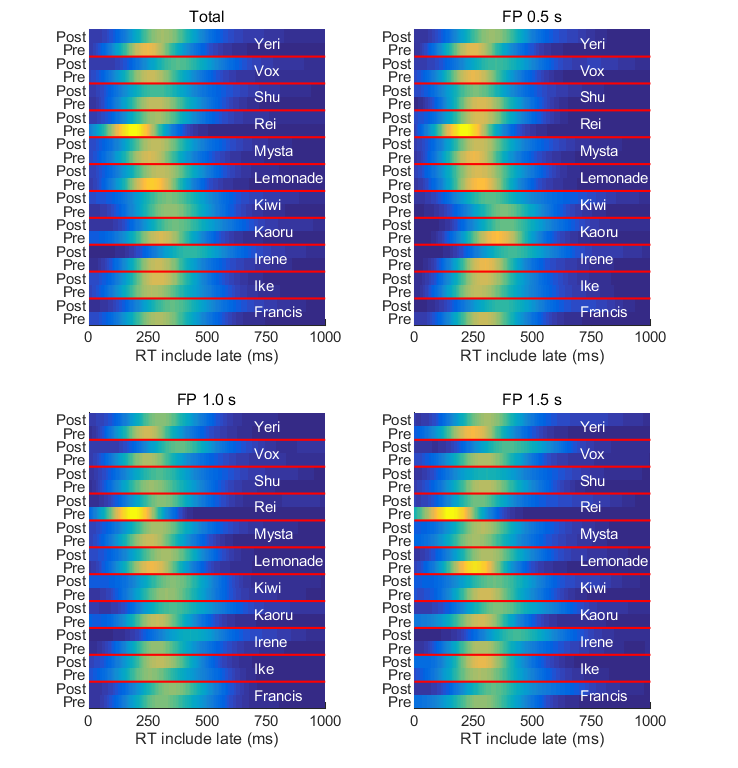 Total
Post
Pre
Yeri
Post
Pre
Vox
Post
Pre
Shu
Post
Pre
Rei
Post
Pre
Mysta
Post
Pre
Lemonade
Post
Pre
Kiwi
Post
Pre
Kaoru
Post
Pre
Irene
Post
Pre
Ike
Post
Pre
Francis
0 250 500 750 1000
RT include late (ms)
FP 0.5 s
Post
Pre
Yeri
Post
Pre
Vox
Post
Pre
Shu
Post
Pre
Rei
Post
Pre
Mysta
Post
Pre
Lemonade
Post
Pre
Kiwi
Post
Pre
Kaoru
Post
Pre
Irene
Post
Pre
Ike
Post
Pre
Francis
0 250 500 750 1000
RT include late (ms)
FP 1.0 s
Post
Pre
Yeri
Post
Pre
Vox
Post
Pre
Shu
Post
Pre
Rei
Post
Pre
Mysta
Post
Pre
Lemonade
Post
Pre
Kiwi
Post
Pre
Kaoru
Post
Pre
Irene
Post
Pre
Ike
Post
Pre
Francis
0 250 500 750 1000
RT include late (ms)
FP 1.5 s
Post
Pre
Yeri
Post
Pre
Vox
Post
Pre
Shu
Post
Pre
Rei
Post
Pre
Mysta
Post
Pre
Lemonade
Post
Pre
Kiwi
Post
Pre
Kaoru
Post
Pre
Irene
Post
Pre
Ike
Post
Pre
Francis
0 250 500 750 1000
RT include late (ms)